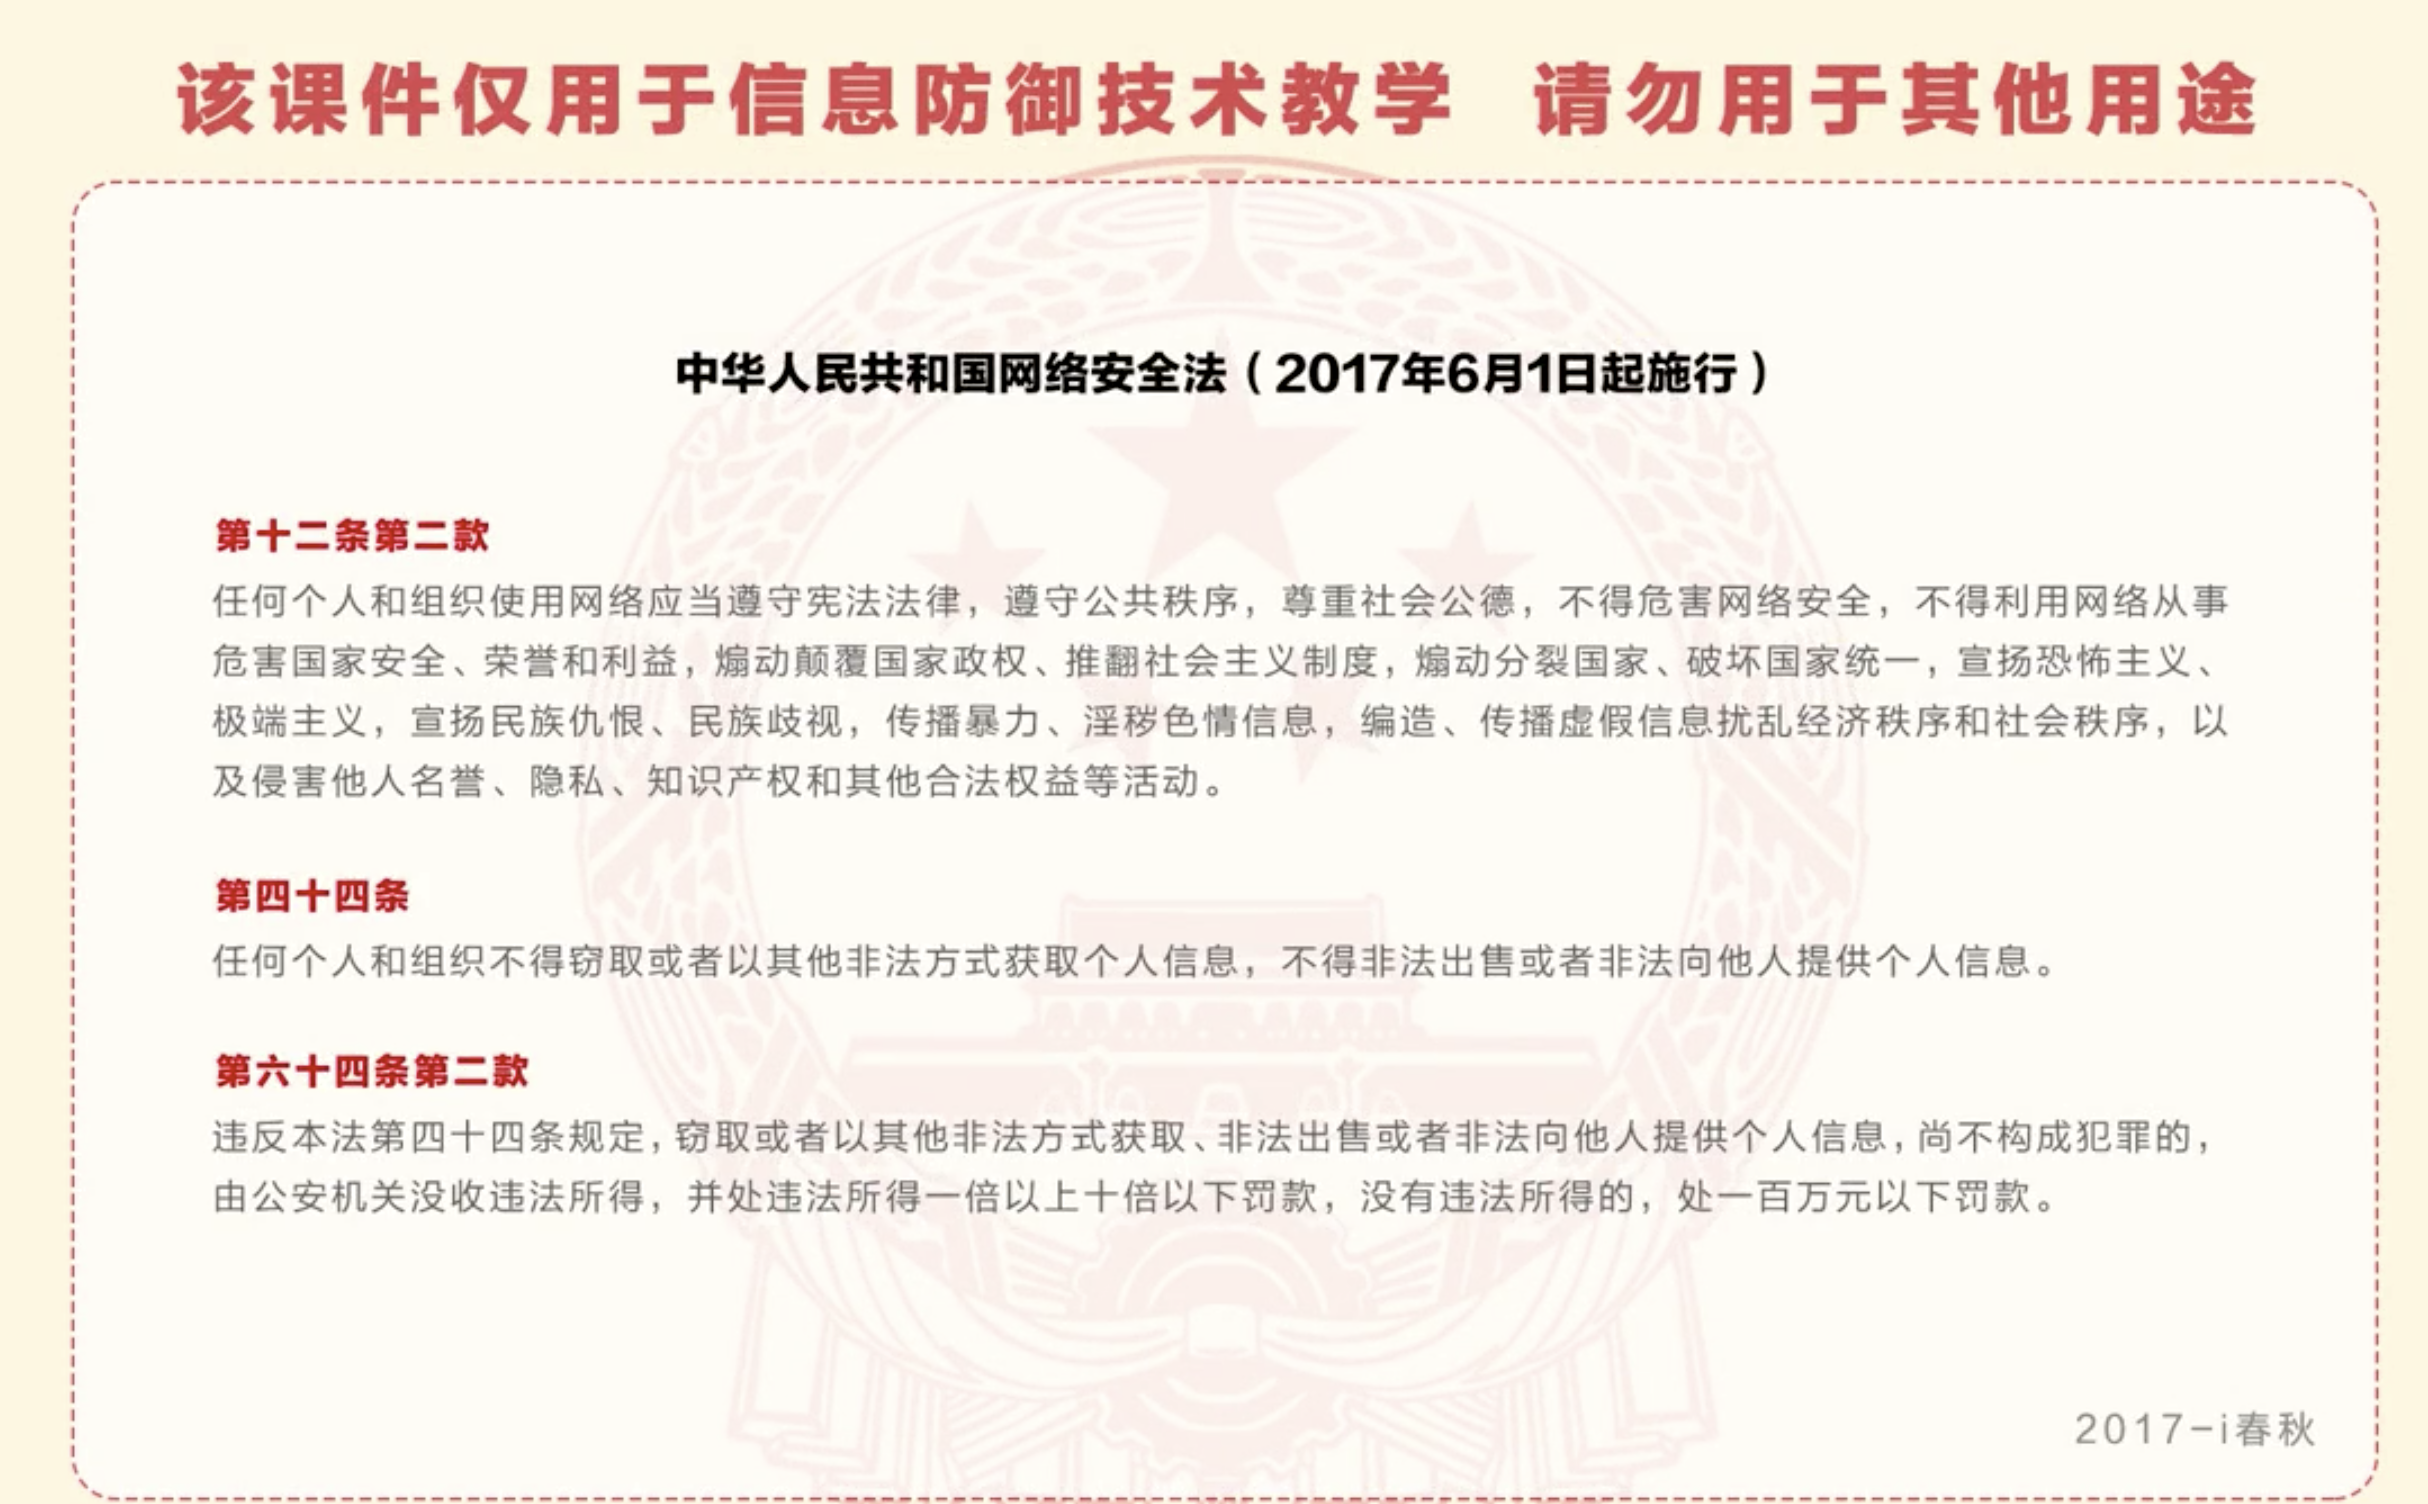 该课件仅用于信息防御技术教学 请勿用于其他用途
中华人民共和国网络安全法（2017年6月1日起施行）
第十二条第二款
任何个人和组织使用网络应当遵守宪法法律，遵守公共秩序，尊重社会公德，不得危害网络安全，不得利用网络从事
危害国家安全、荣誉和利益，煽动颠覆国家政权、推翻社会主义制度，煽动分裂国家、破坏国家统一，宣扬恐怖主义、
极端主义，宣扬民族仇恨、民族歧视，传播暴力、淫秽色情信息，编造、传播虚假信息扰乱经济秩序和社会秩序，以
及侵害他人名誉、隐私、知识产权和其他合法权益等活动。
第四十四条
任何个人和组织不得窃取或者以其他非法方式获取个人信息，不得非法出售或者非法向他人提供个人信息。
第六十四条第二款
违反本法第四十四条规定，窃取或者以其他非法方式获取、非法出售或者非法向他人提供个人信息，尚不构成犯罪的，
由公安机关没收违法所得，并处违法所得一倍以上十倍以下罚款，没有违法所得的，处一百万元以下罚款。
2017-i春秋